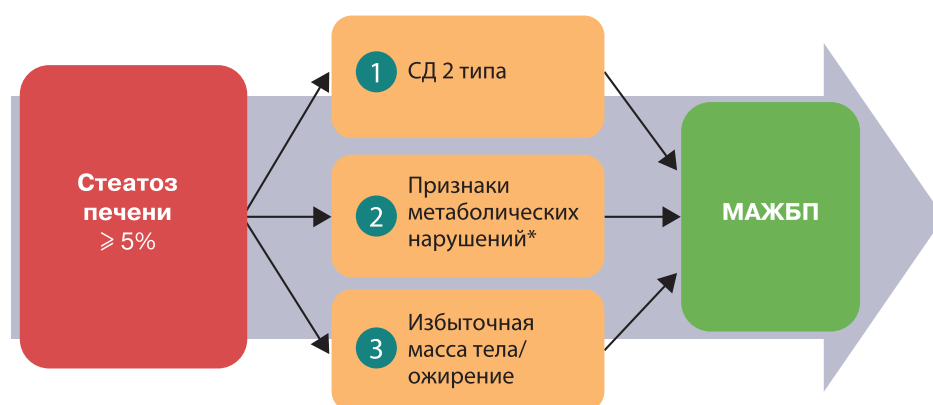 Стеатоз
печени
⩾ 5%
1 СД 2 типа
2 Признаки
метаболических
нарушений*
3 Избыточная
масса тела/
ожирение
МАЖБП